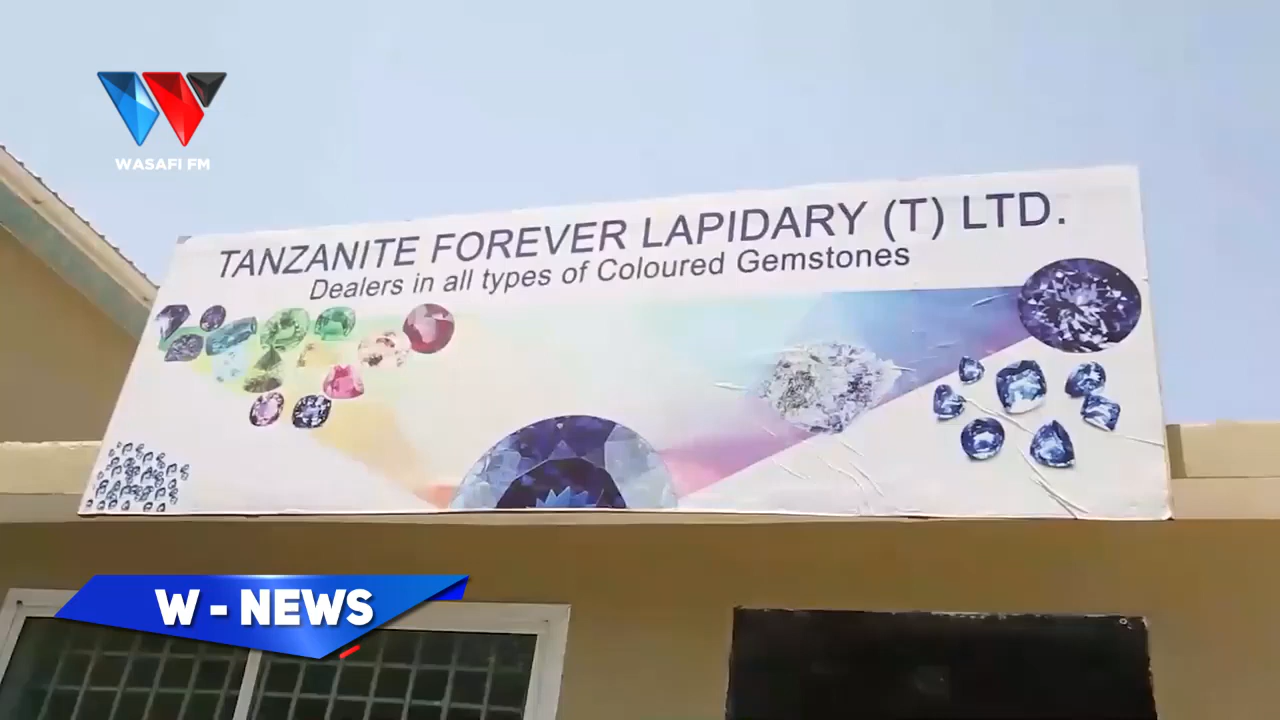 WASAFI FM
TANZANITE FOREVER LAPIDARY (T) LTD.
Dealers in all types of Coloured Gemstones
W - NEWS